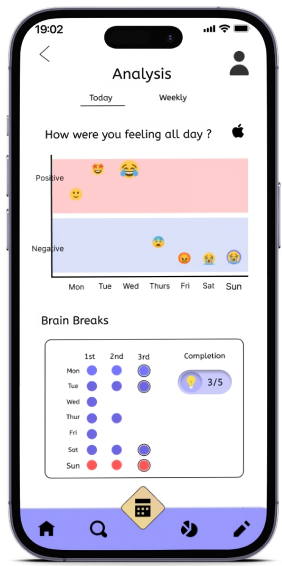 19:02
Analysis
Today Weekly
How were you feeling all day ?
Positive
Negative
Mon Tue Wed Thurs Fri Sat Sun
Brain Breaks
1st 2nd 3rd Completion
Mon
Tue 3/5
Wed
Thur
Fri
Sat
Sun